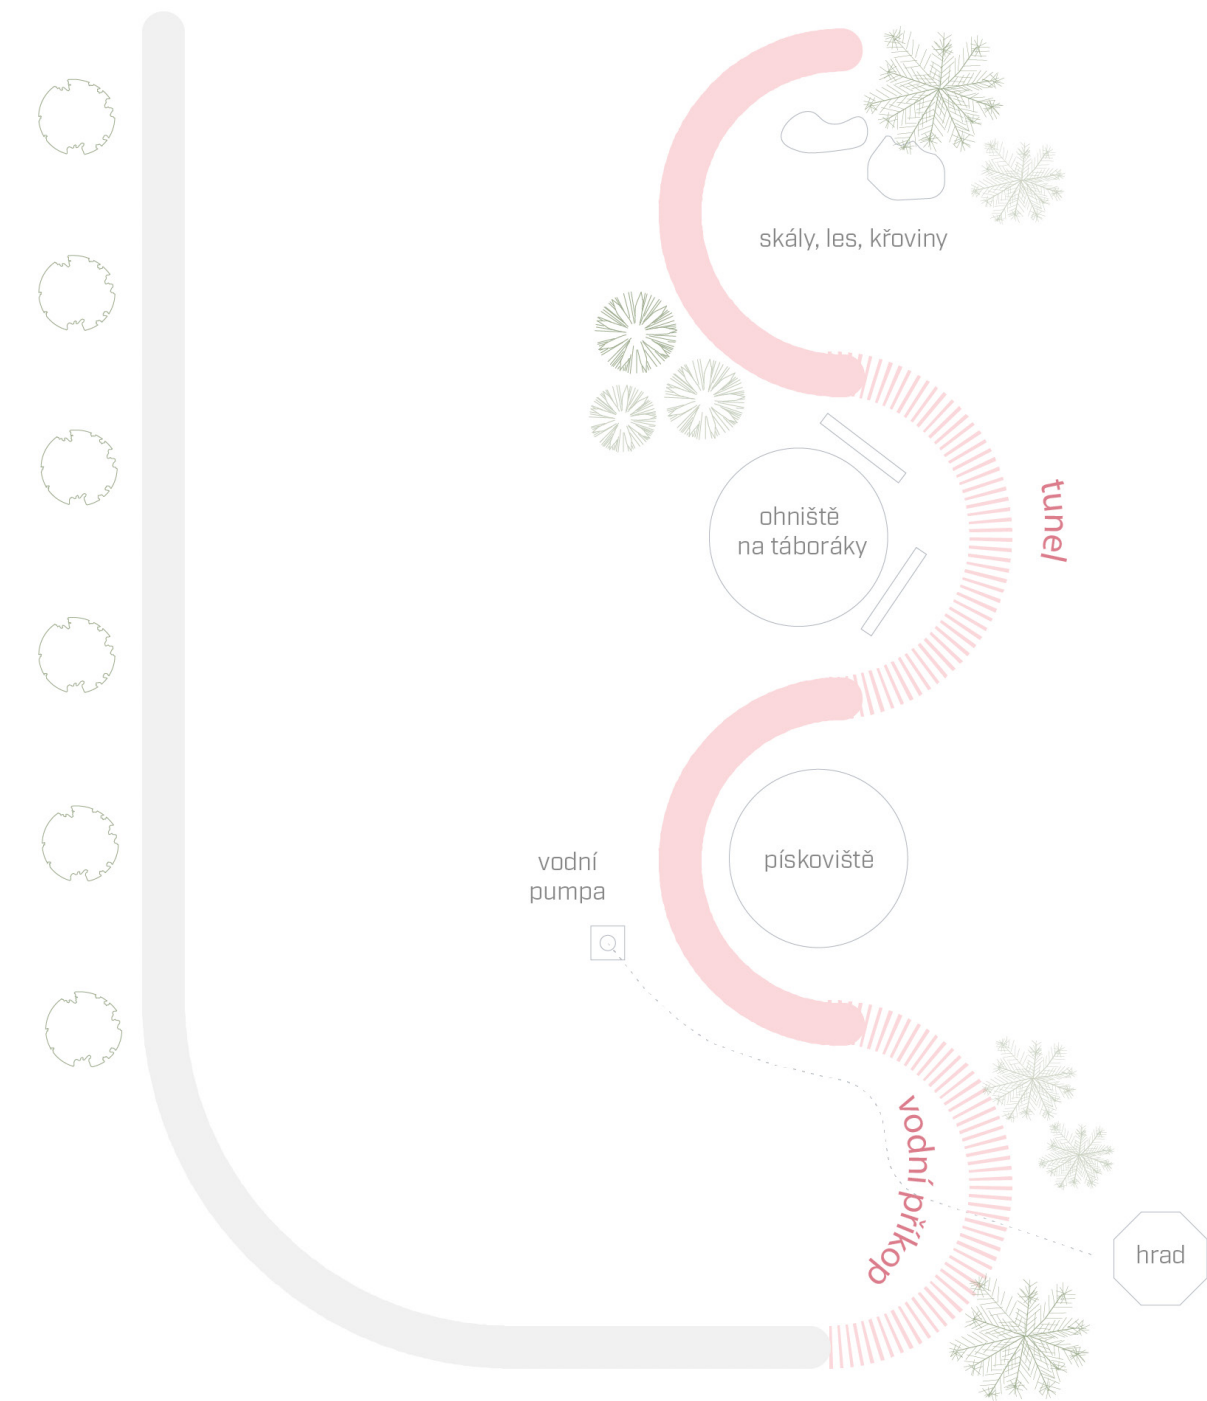 skály, les, křoviny
ohniště
na táboráky
tunel
vodní
pumpa
pískoviště
vodní příkop
hrad